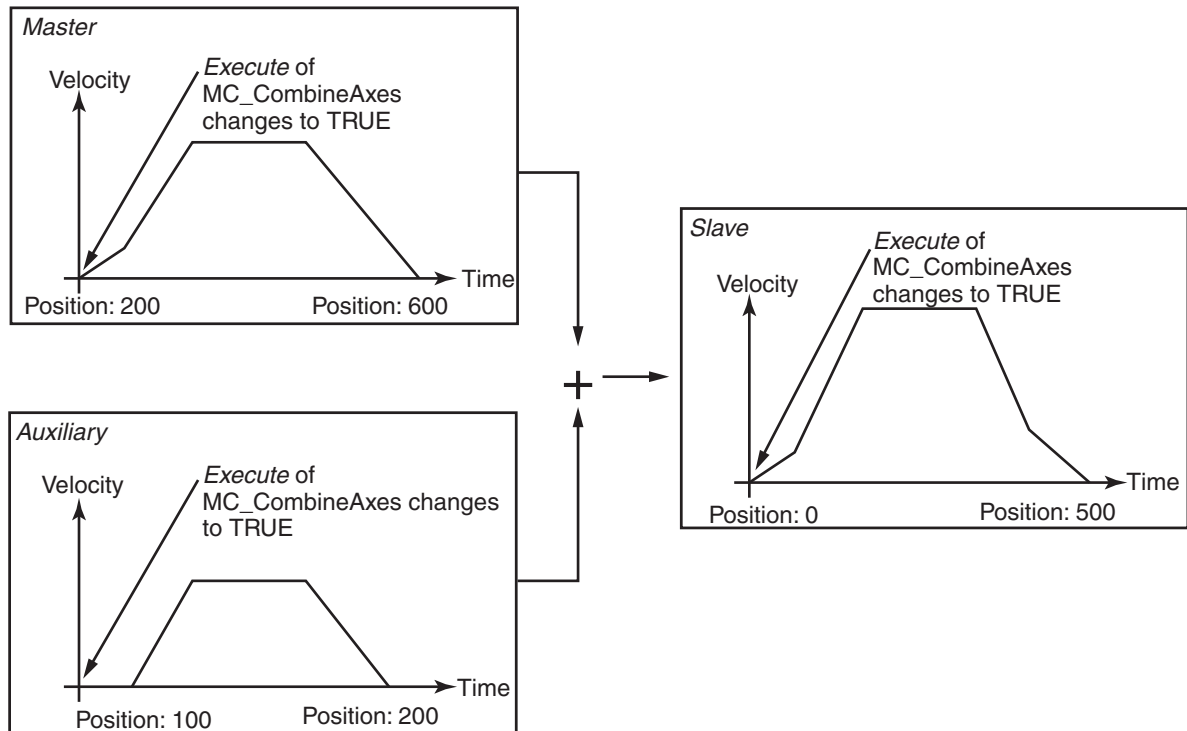 Master
Velocity
Execute of
MC_CombineAxes
changes to TRUE
Time
Position: 200
Position: 600
Slave
Velocity
Execute of
MC_CombineAxes
changes to TRUE
Time
Position: 0
Position: 500
+
Auxiliary
Velocity
Execute of
MC_CombineAxes changes
to TRUE
Time
Position: 100
Position: 200